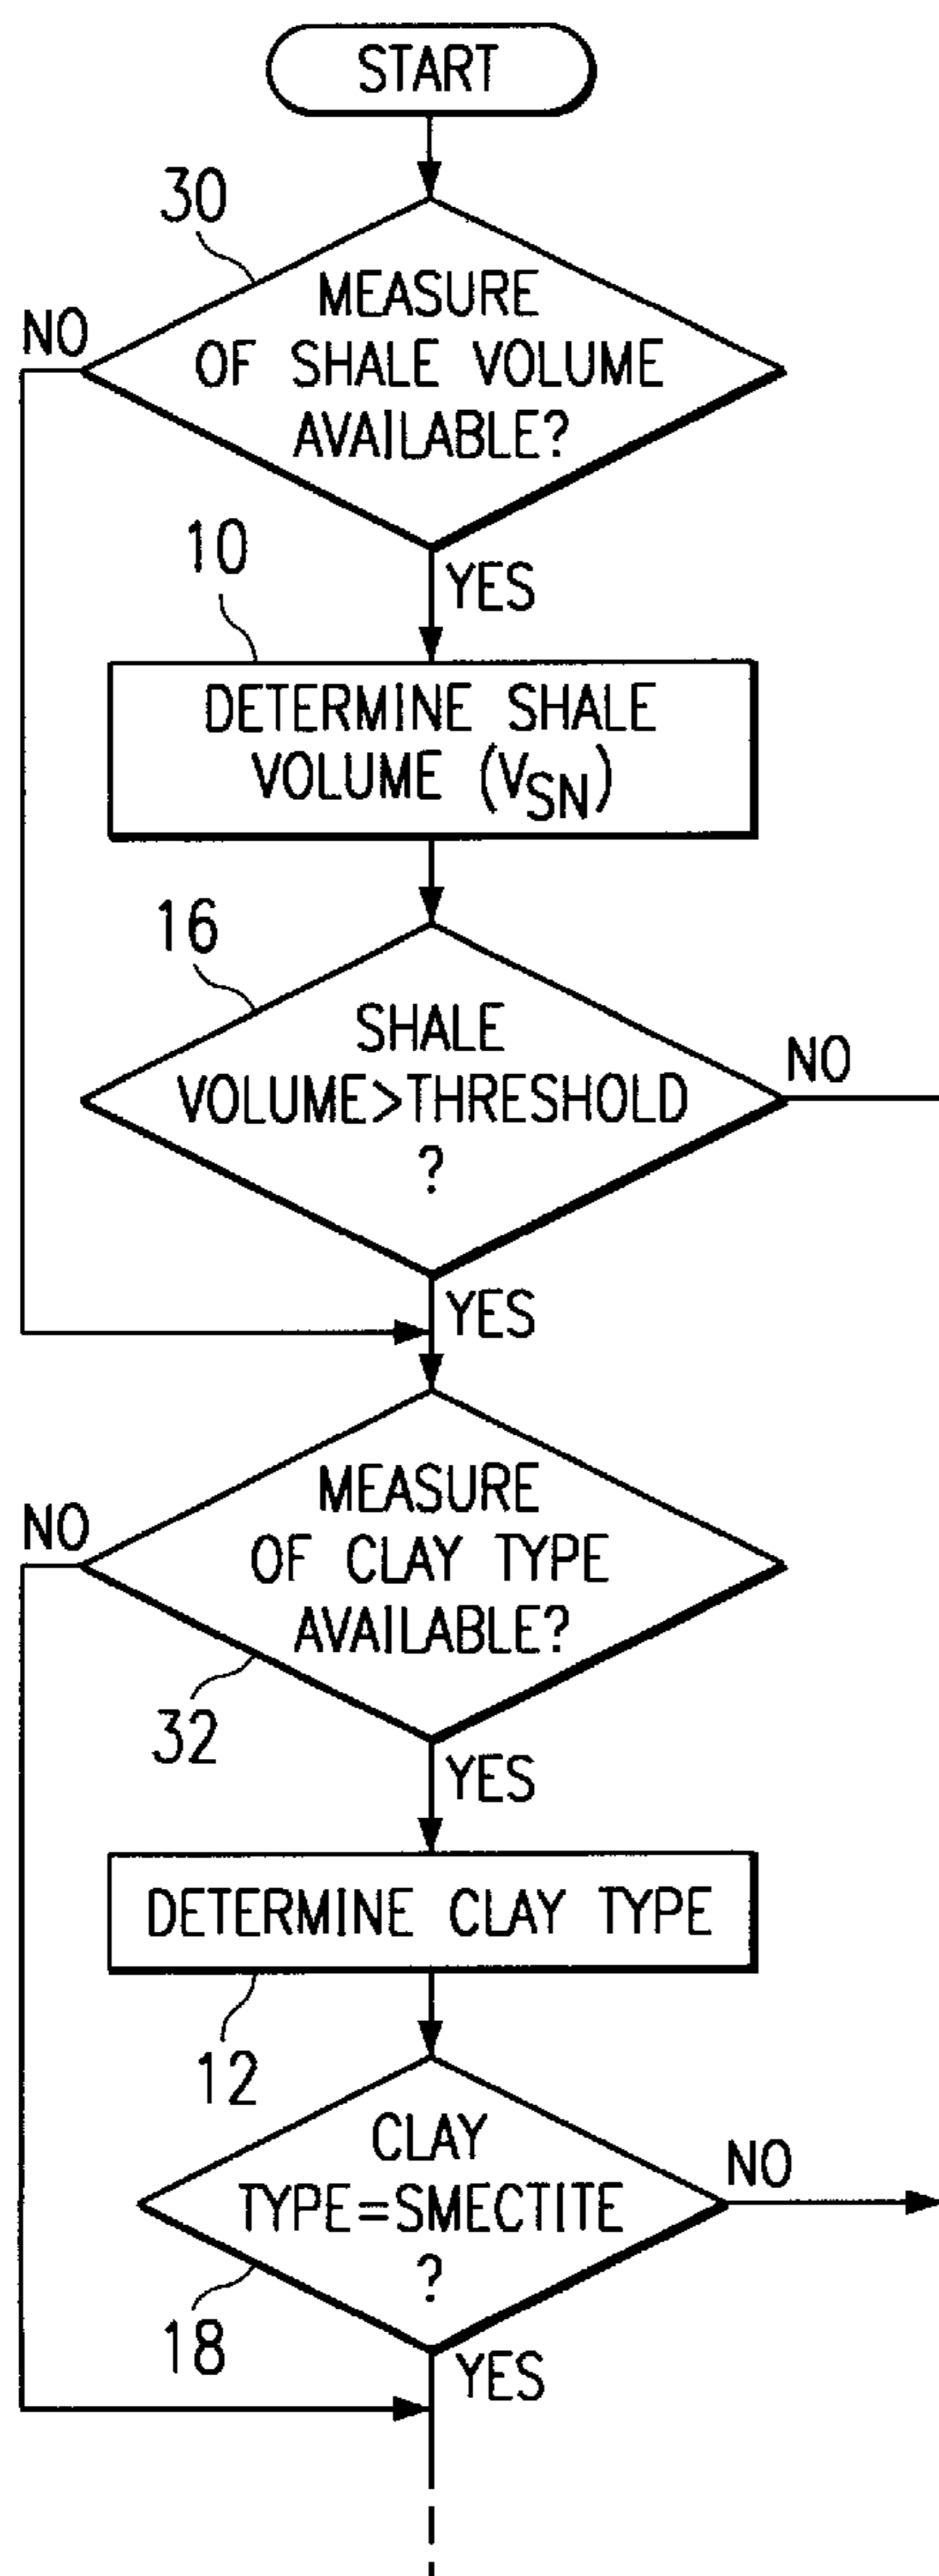 START
30
MEASURE
OF SHALE VOLUME
AVAILABLE?
NO
YES
10
DETERMINE SHALE
VOLUME (VSN)
16
SHALE
VOLUME>THRESHOLD
?
NO
YES
MEASURE
OF CLAY TYPE
AVAILABLE?
NO
32
YES
DETERMINE CLAY TYPE
12
CLAY
TYPE=SMECTITE
?
NO
18
YES